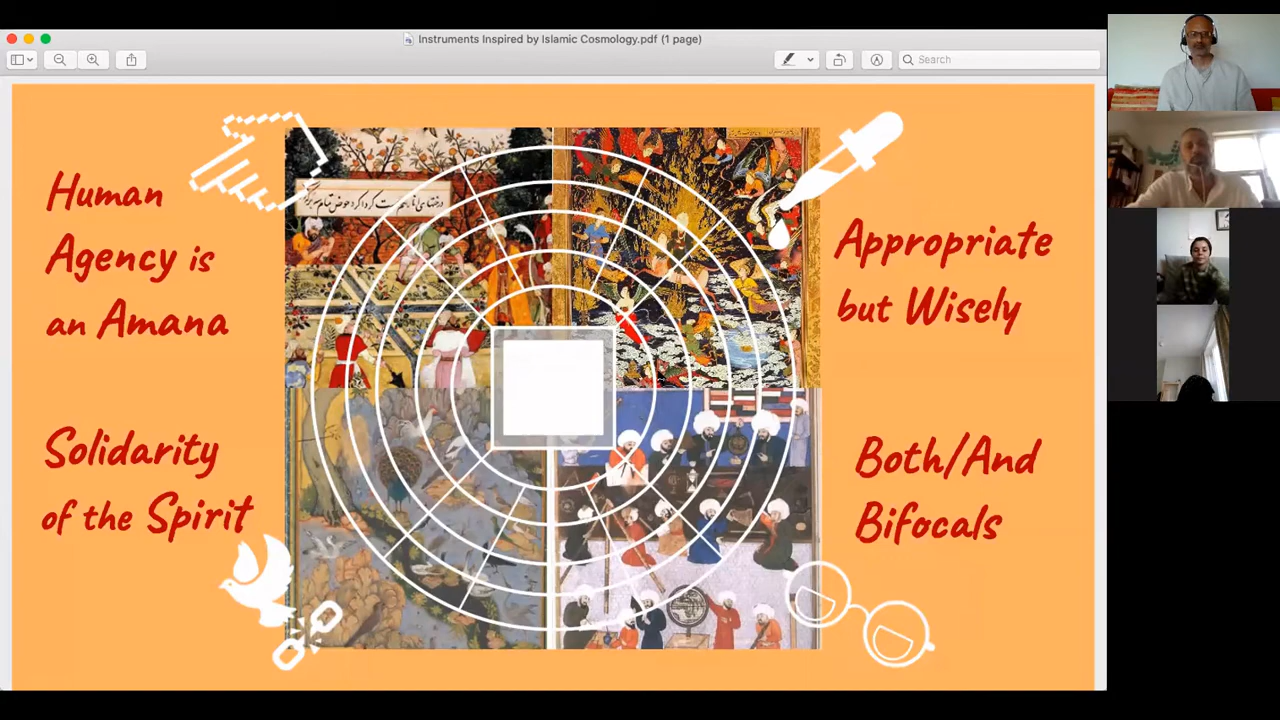 Instruments Inspired by Islamic Cosmology.pdf (1 page)
Search
Human
Agency is
an Amana
Appropriate
but Wisely
Solidarity
of the Spirit
Both/And
Bifocals